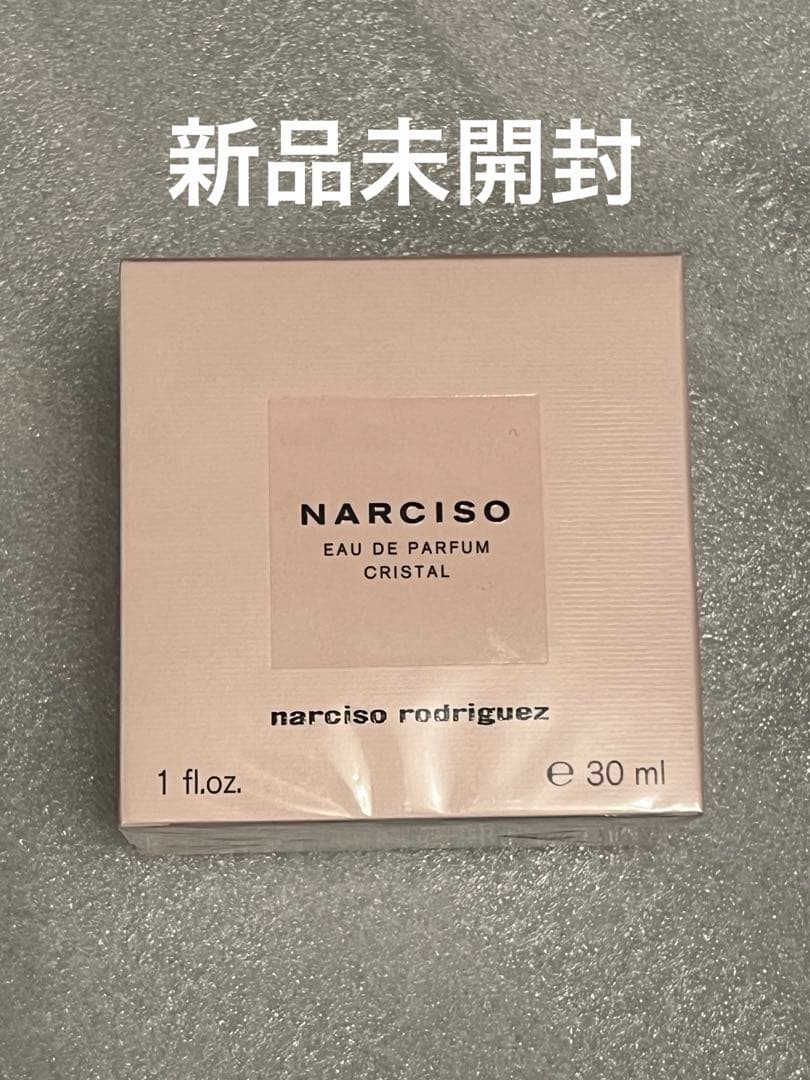 新品未開封
NARCISO
EAU DE PARFUM
CRISTAL
narciso rodriguez
1 fl.oz.
℮ 30 ml